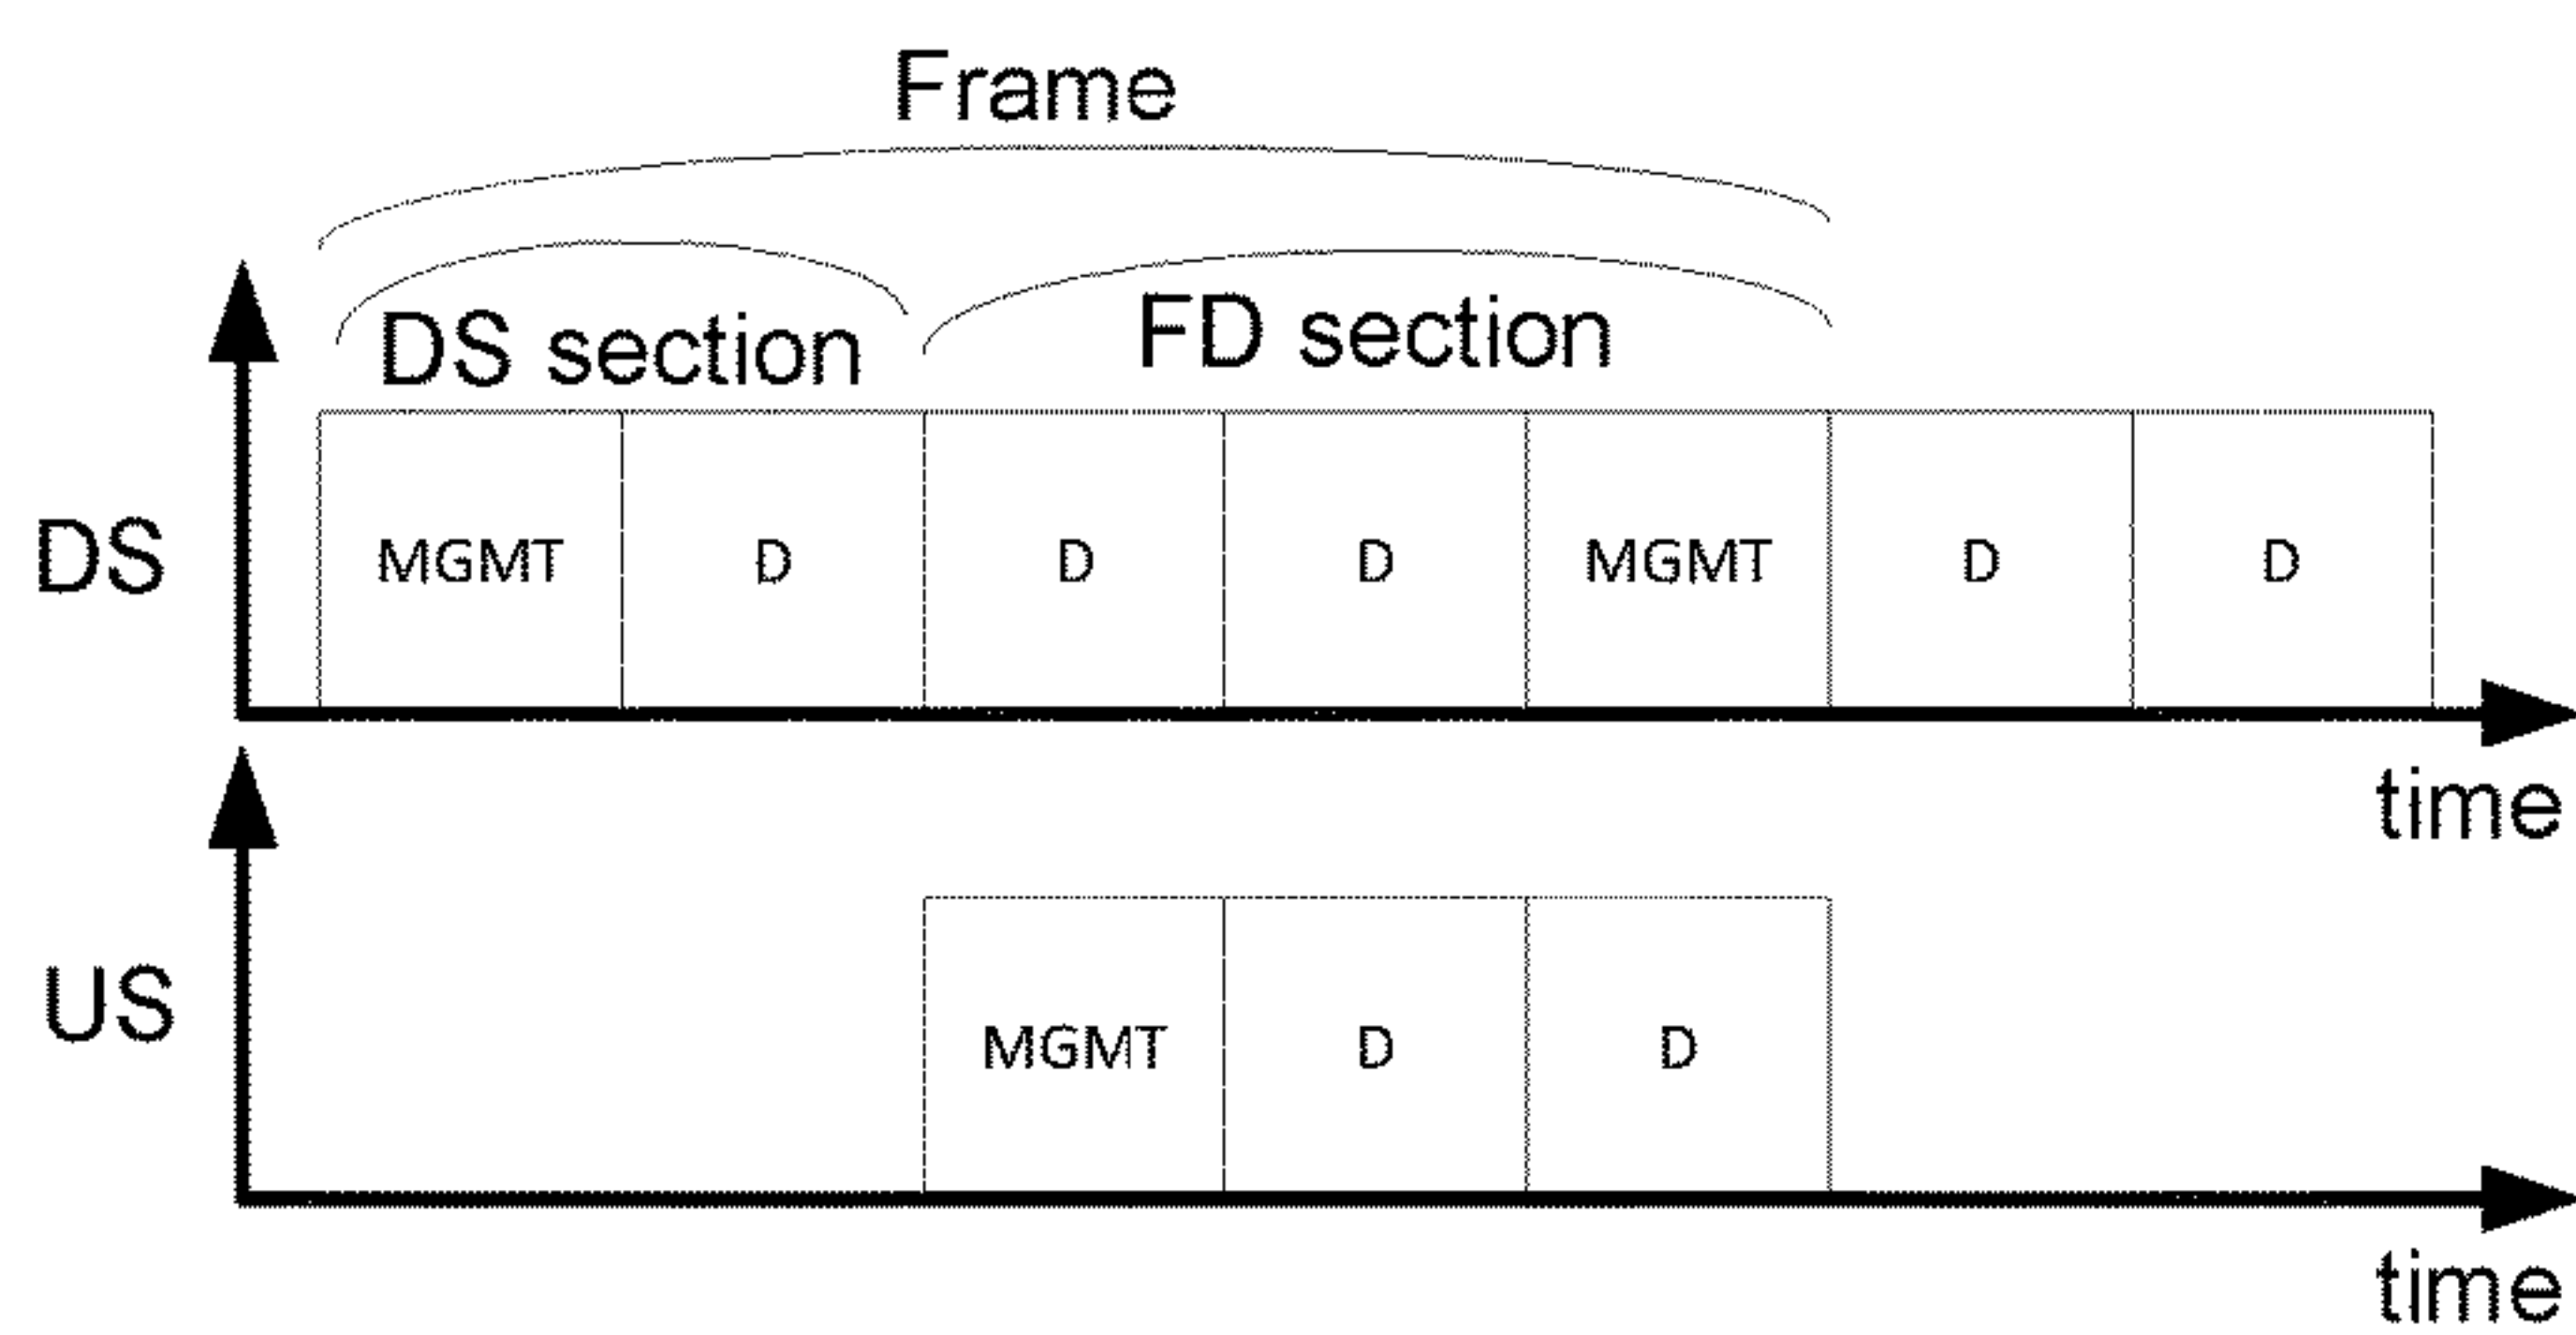 Frame
DS section FD section
DS MGMT D D D MGMT D D
time
US MGMT D D
time